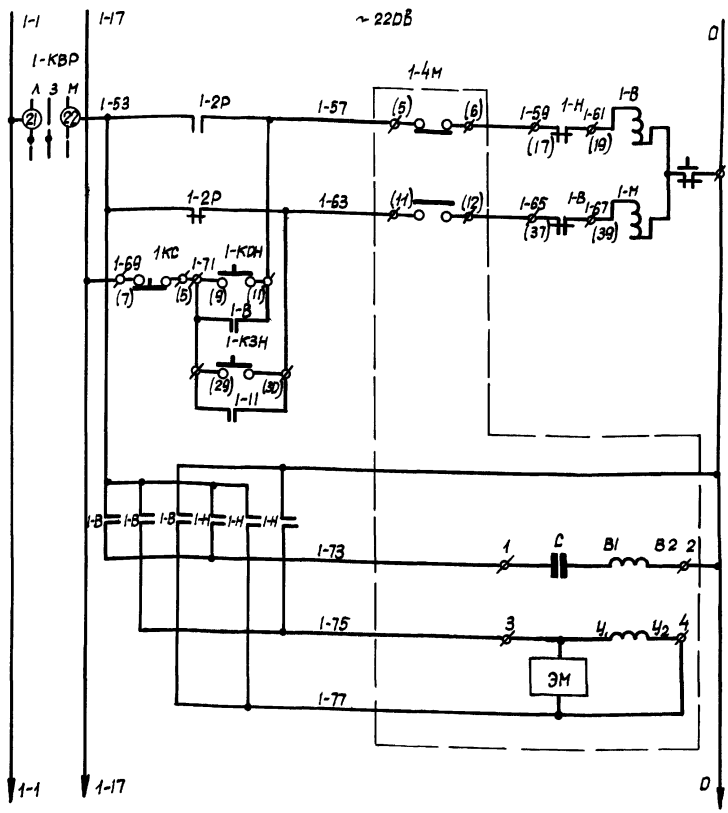 1-1
1-17
~ 220В
0
1-КВР
Л З М
21
22
1-53
1-2Р
1-57
1-4М
(5)
(6)
1-59
(17)
1-Н
1-61
(19)
1-В
1-2Р
1-63
(11)
(12)
1-65
(37)
1-В
1-67
(39)
1-М
1-69
(7)
1КС
(5)
1-71
1-КОН
(9)
(11)
1-В
1-КЗН
(29)
(30)
1-11
1-В
1-В
1-В
1-Н
1-Н
1-Н
1-73
1
С
В1
В2
2
1-75
3
У1
У2
4
ЭМ
1-77
1-1
1-17
0